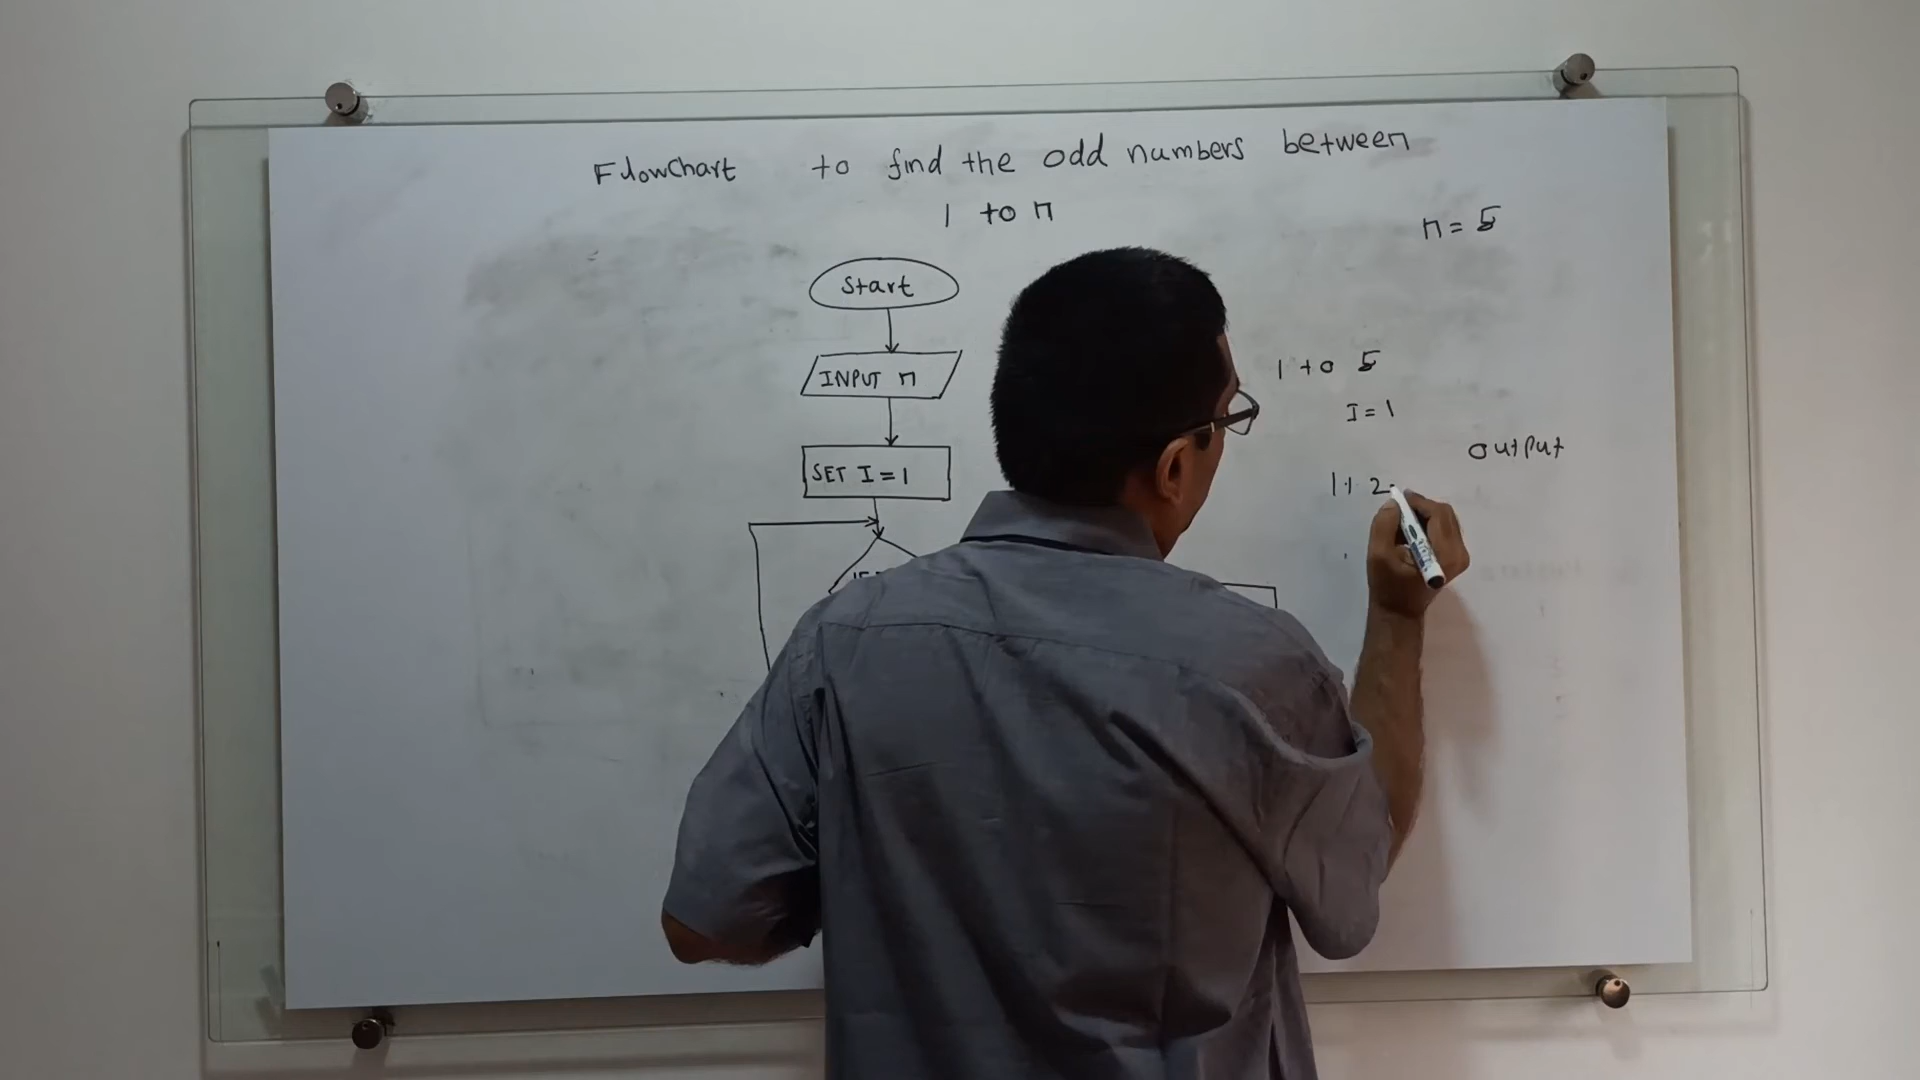 FlowChart to find the odd numbers between
1 to n
n = 5
Start
INPUT n
SET I = 1
1 to 5
I = 1
output
1 % 2